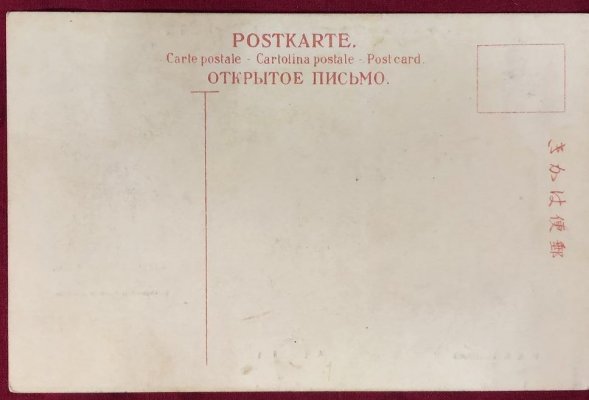 POSTKARTE.
Carte postale - Cartolina postale - Post card.
ОТКРЫТОЕ ПИСЬМО.
きかは便郵